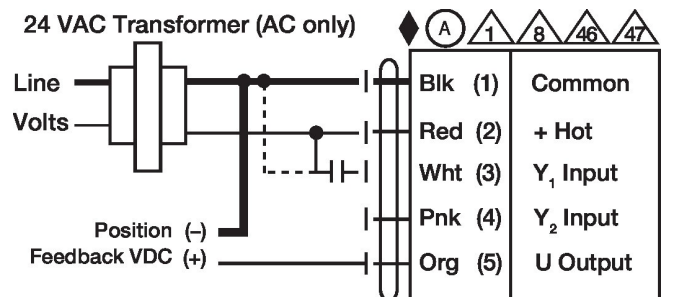 24 VAC Transformer (AC only)
A 1 8 46 47
Line
Volts
Blk (1) Common
Red (2) + Hot
Wht (3) Y₁ Input
Pnk (4) Y₂ Input
Position (–)
Feedback VDC (+)
Org (5) U Output